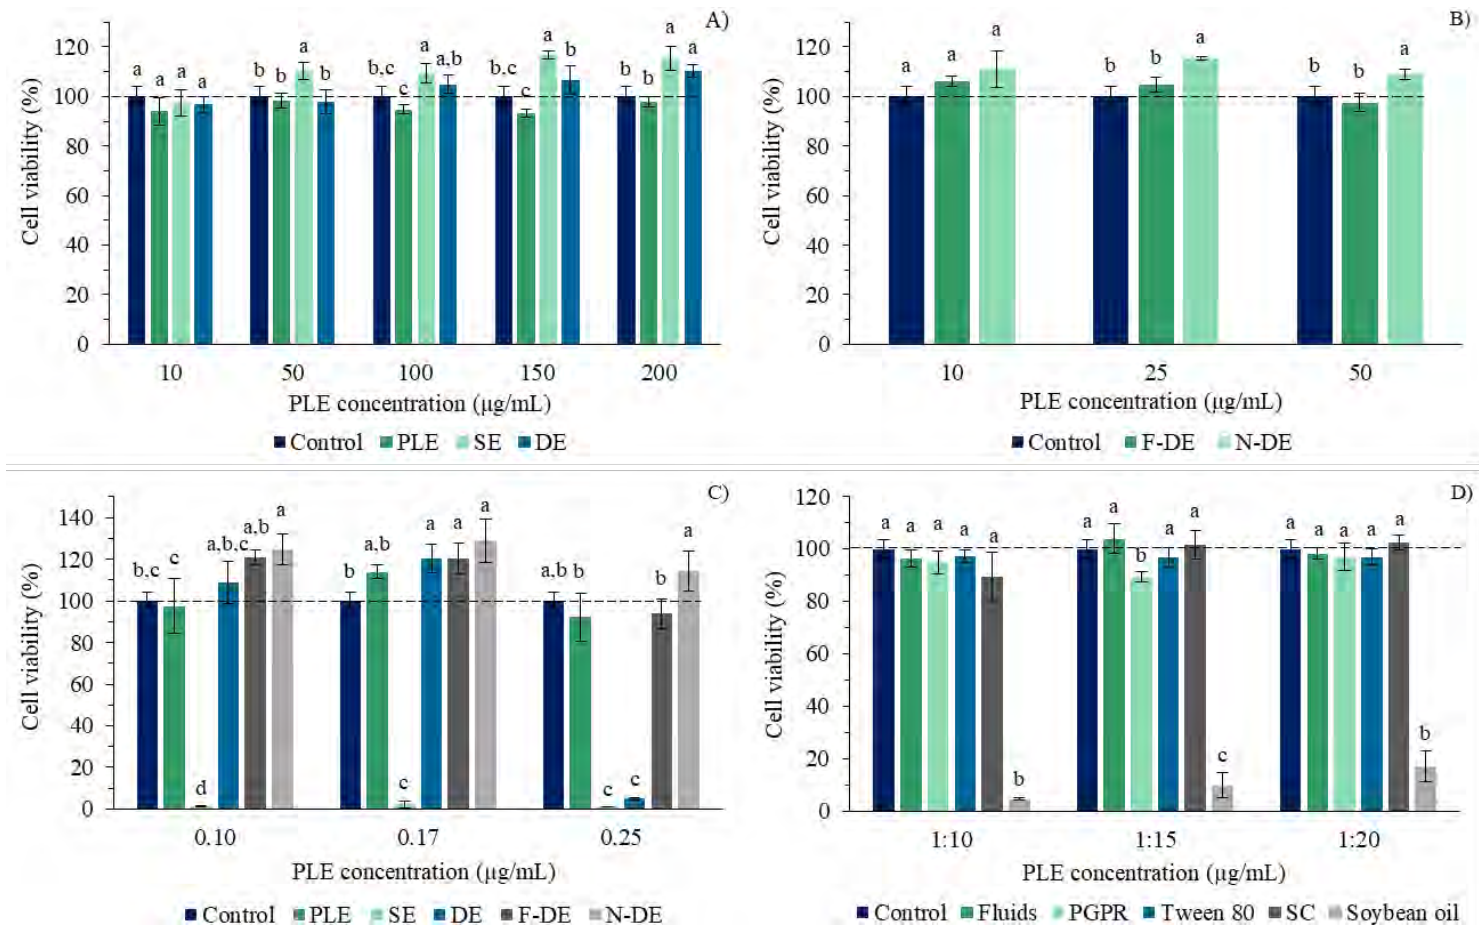 A)
120
100
80
60
40
20
0
Cell viability (%)
a a a a
b b a b
b,c c a a,b
b,c c a b
b b a a
10 50 100 150 200
PLE concentration (µg/mL)
Control PLE SE DE
B)
120
100
80
60
40
20
0
Cell viability (%)
a a a
b b a
b b a
10 25 50
PLE concentration (µg/mL)
Control F-DE N-DE
C)
140
120
100
80
60
40
20
0
Cell viability (%)
b,c c d a,b,c a,b a
b a,b c a a a
a,b b c c b a
0.10 0.17 0.25
PLE concentration (µg/mL)
Control PLE SE DE F-DE N-DE
D)
120
100
80
60
40
20
0
Cell viability (%)
a a a a a b
a a b a a c
a a a a a b
1:10 1:15 1:20
PLE concentration (µg/mL)
Control Fluids PGPR Tween 80 SC Soybean oil